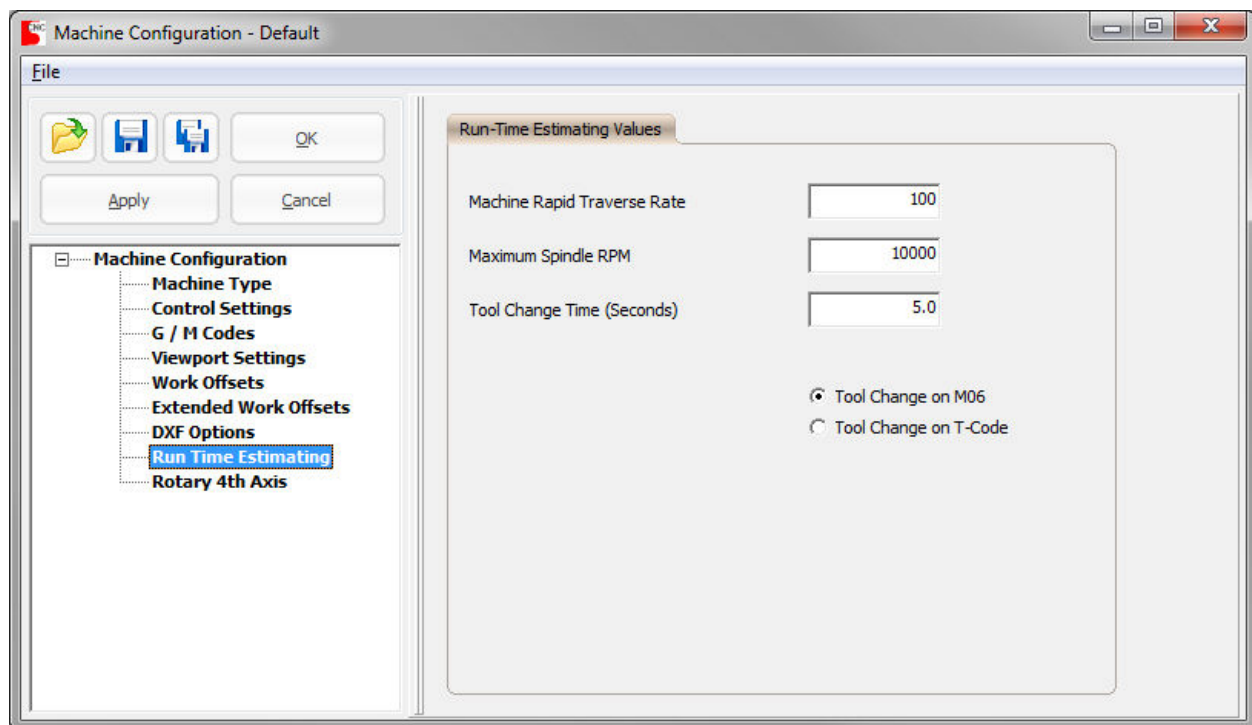 CNC
Machine Configuration - Default
File
OK
Apply
Cancel
Machine Configuration
Machine Type
Control Settings
G / M Codes
Viewport Settings
Work Offsets
Extended Work Offsets
DXF Options
Run Time Estimating
Rotary 4th Axis
Run-Time Estimating Values
Machine Rapid Traverse Rate 100
Maximum Spindle RPM 10000
Tool Change Time (Seconds) 5.0
Tool Change on M06
Tool Change on T-Code